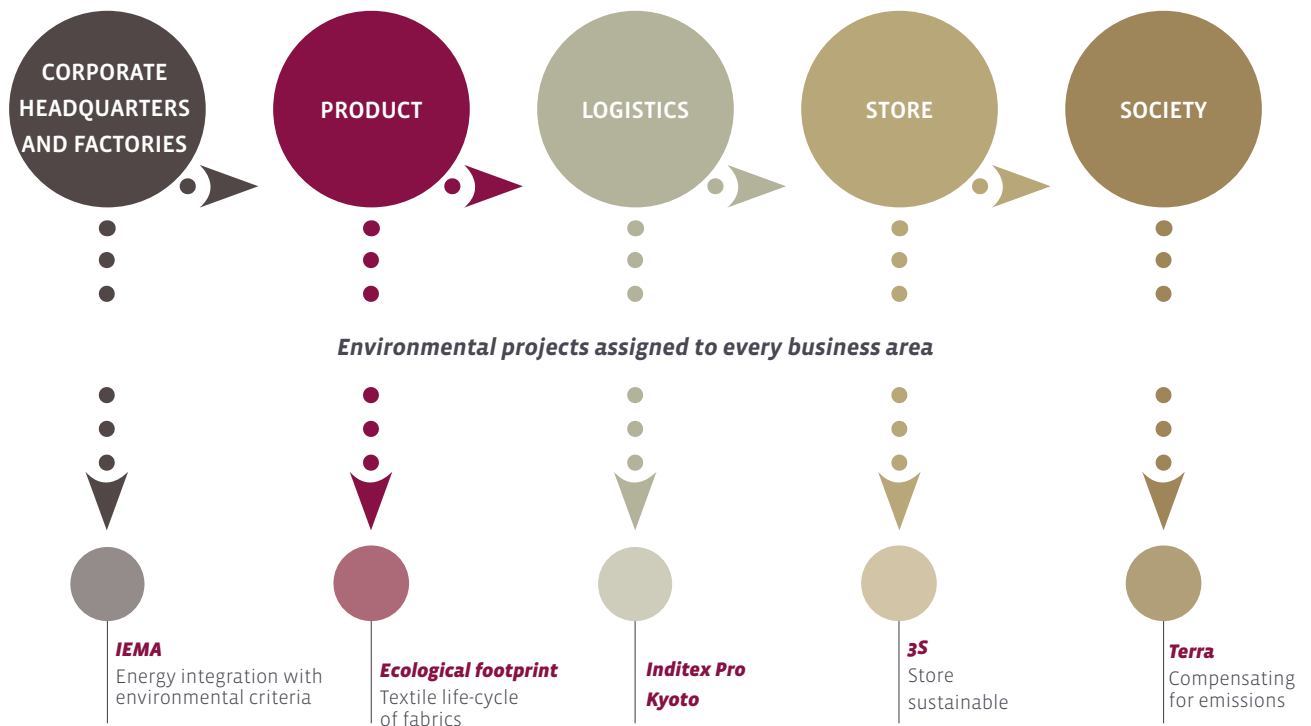 CORPORATE
HEADQUARTERS
AND FACTORIES
PRODUCT
LOGISTICS
STORE
SOCIETY
Environmental projects assigned to every business area
IEMA
Energy integration with
environmental criteria
Ecological footprint
Textile life-cycle
of fabrics
Inditex Pro
Kyoto
3S
Store
sustainable
Terra
Compensating
for emissions